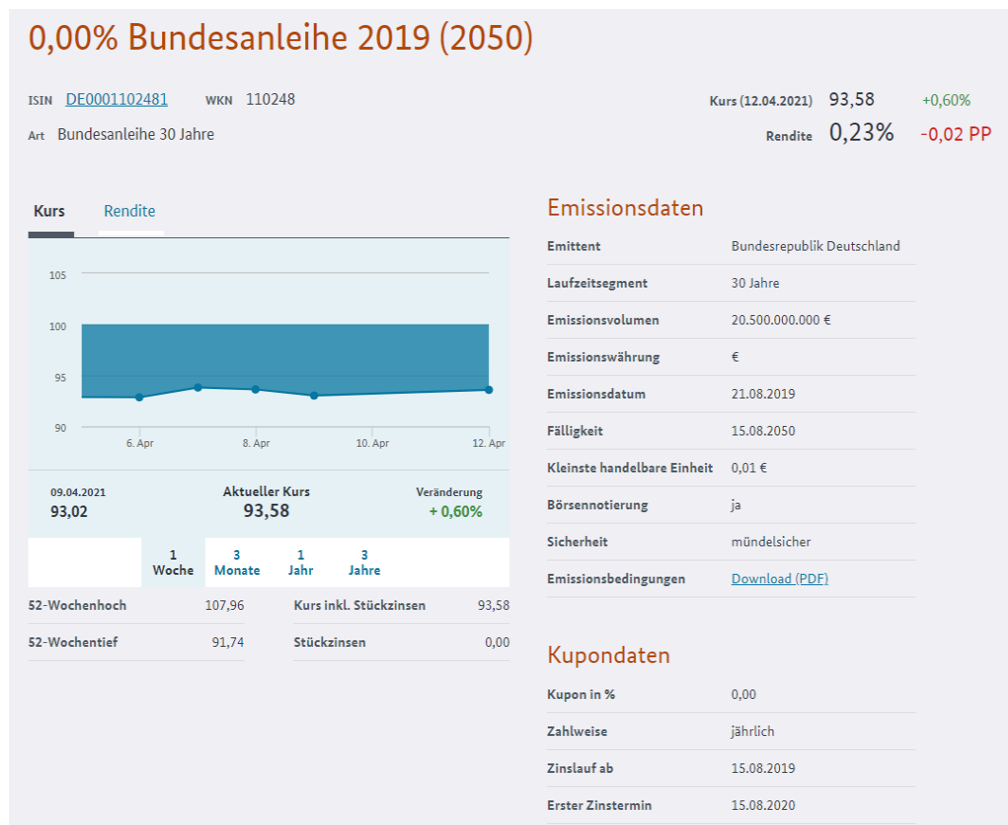 0,00% Bundesanleihe 2019 (2050)
ISIN DE0001102481 WKN 110248
Art Bundesanleihe 30 Jahre
Kurs (12.04.2021) 93,58 +0,60%
Rendite 0,23% -0,02 PP
Kurs Rendite
105
100
95
90
6. Apr 8. Apr 10. Apr 12. Apr
09.04.2021 Aktueller Kurs Veränderung
93,02 93,58 + 0,60%
1 Woche 3 Monate 1 Jahr 3 Jahre
52-Wochenhoch 107,96 Kurs inkl. Stückzinsen 93,58
52-Wochentief 91,74 Stückzinsen 0,00
Emissionsdaten
Emittent Bundesrepublik Deutschland
Laufzeitsegment 30 Jahre
Emissionsvolumen 20.500.000.000 €
Emissionswährung €
Emissionsdatum 21.08.2019
Fälligkeit 15.08.2050
Kleinste handelbare Einheit 0,01 €
Börsennotierung ja
Sicherheit mündelsicher
Emissionsbedingungen Download (PDF)
Kupondaten
Kupon in % 0,00
Zahlweise jährlich
Zinslauf ab 15.08.2019
Erster Zinstermin 15.08.2020